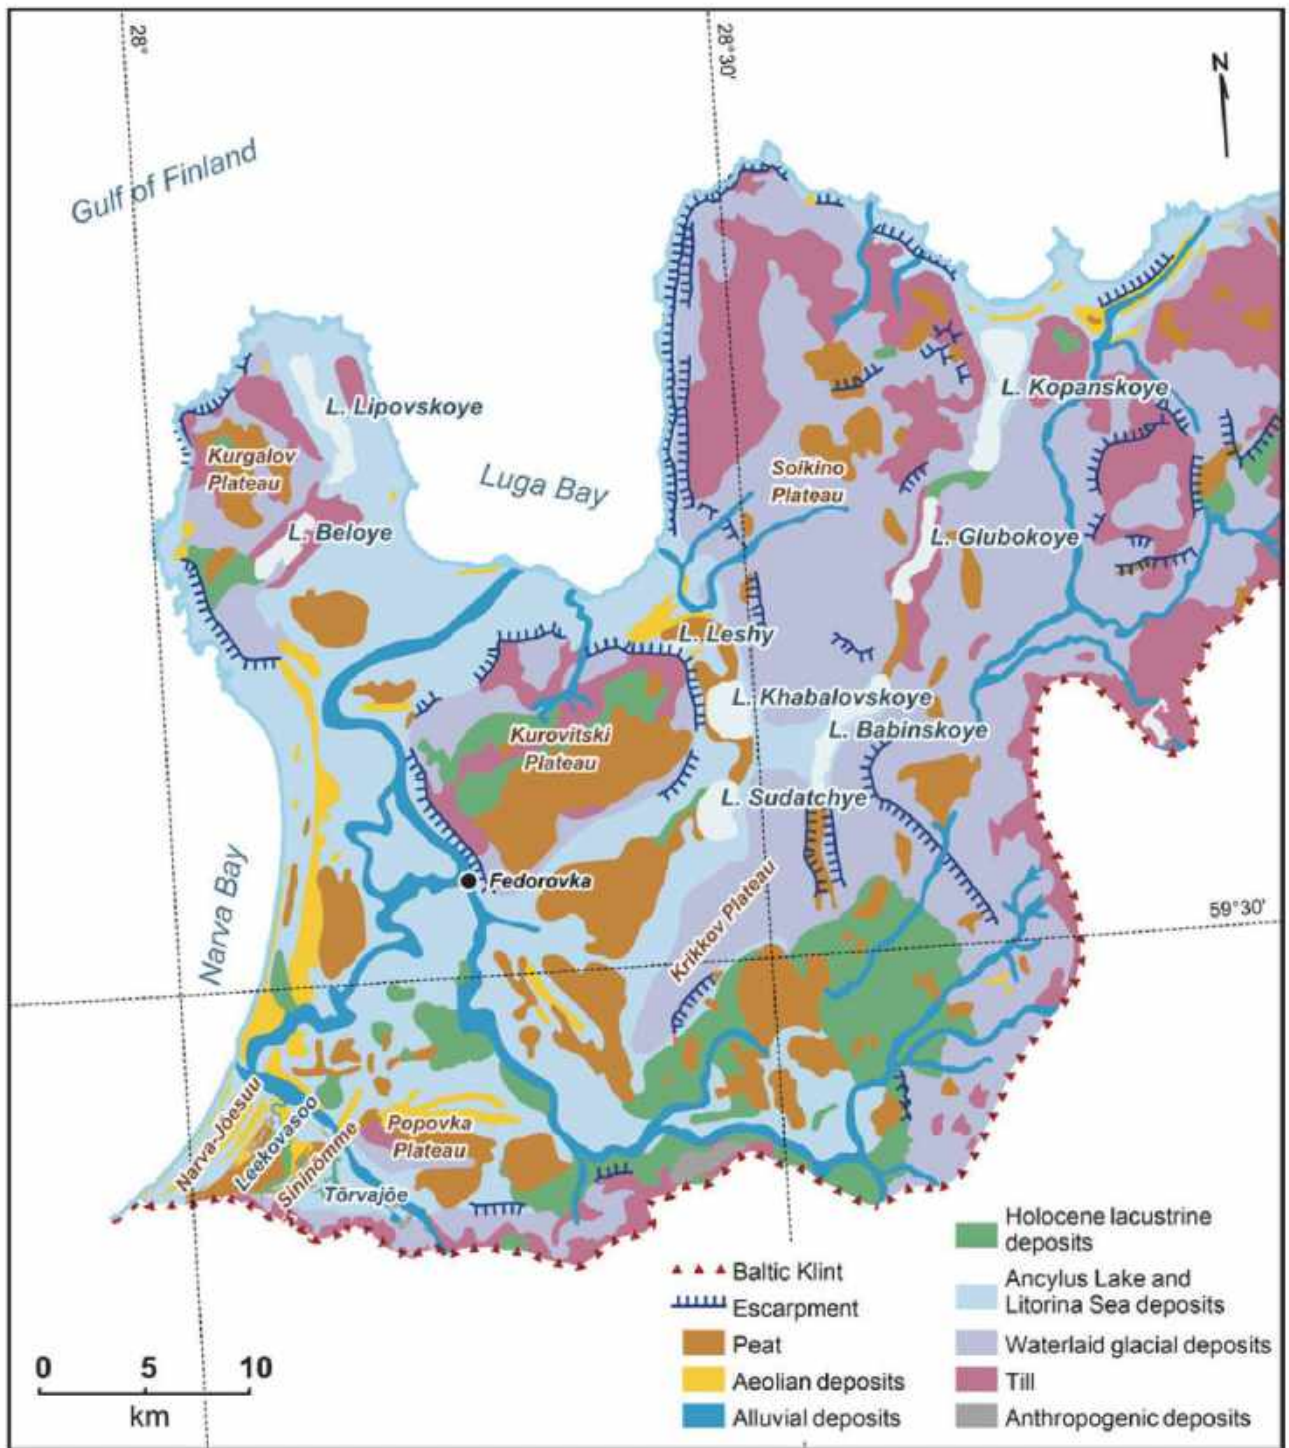 28°
28°30'
N
Gulf of Finland
L. Kopanskoye
L. Lipovskoye
Kurgalov
Plateau
Luga Bay
Soikino
Plateau
L. Beloye
L. Glubokoye
L. Leshy
L. Khabalovskoye
L. Babinskoye
Kurovitski
Plateau
L. Sudatchye
Narva Bay
Fedorovka
Krikkov Plateau
59°30'
Narva-Jõesuu
Leekovasoo
Sininõmme
Popovka
Plateau
Tõrvajõe
Baltic Klint
Escarpment
Peat
Aeolian deposits
Alluvial deposits
Holocene lacustrine
deposits
Ancylus Lake and
Litorina Sea deposits
Waterlaid glacial deposits
Till
Anthropogenic deposits
0 5 10
km